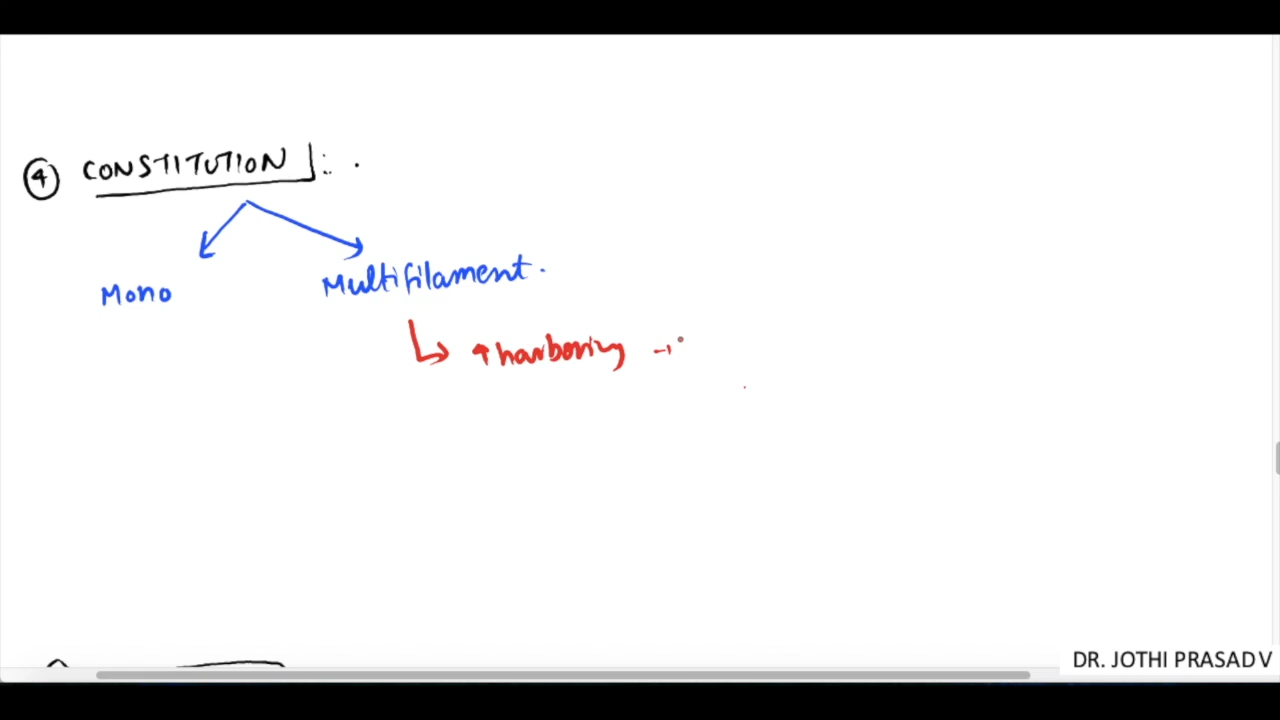 ④ CONSTITUTION :.
Mono Multifilament.
↳ ↑ harboring →
DR. JOTHI PRASAD V